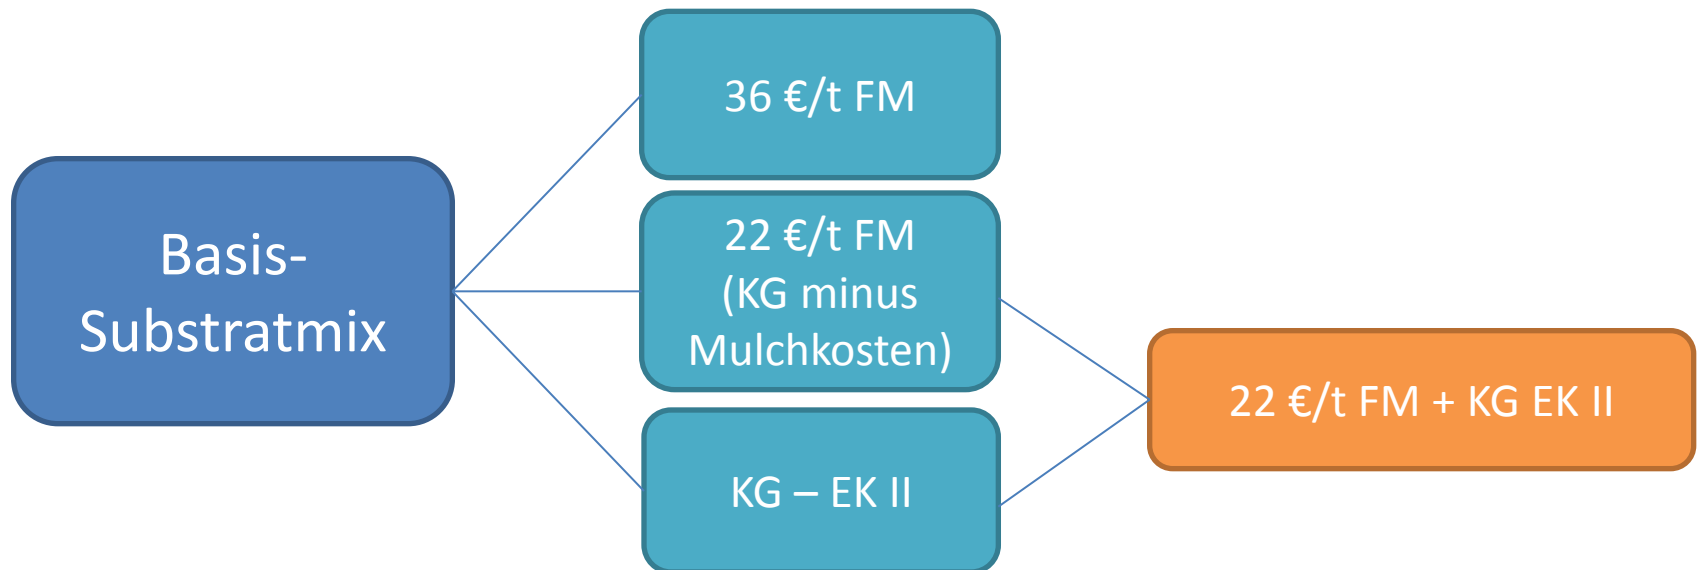 Basis-
Substratmix
36 €/t FM
22 €/t FM
(KG minus
Mulchkosten)
KG – EK II
22 €/t FM + KG EK II